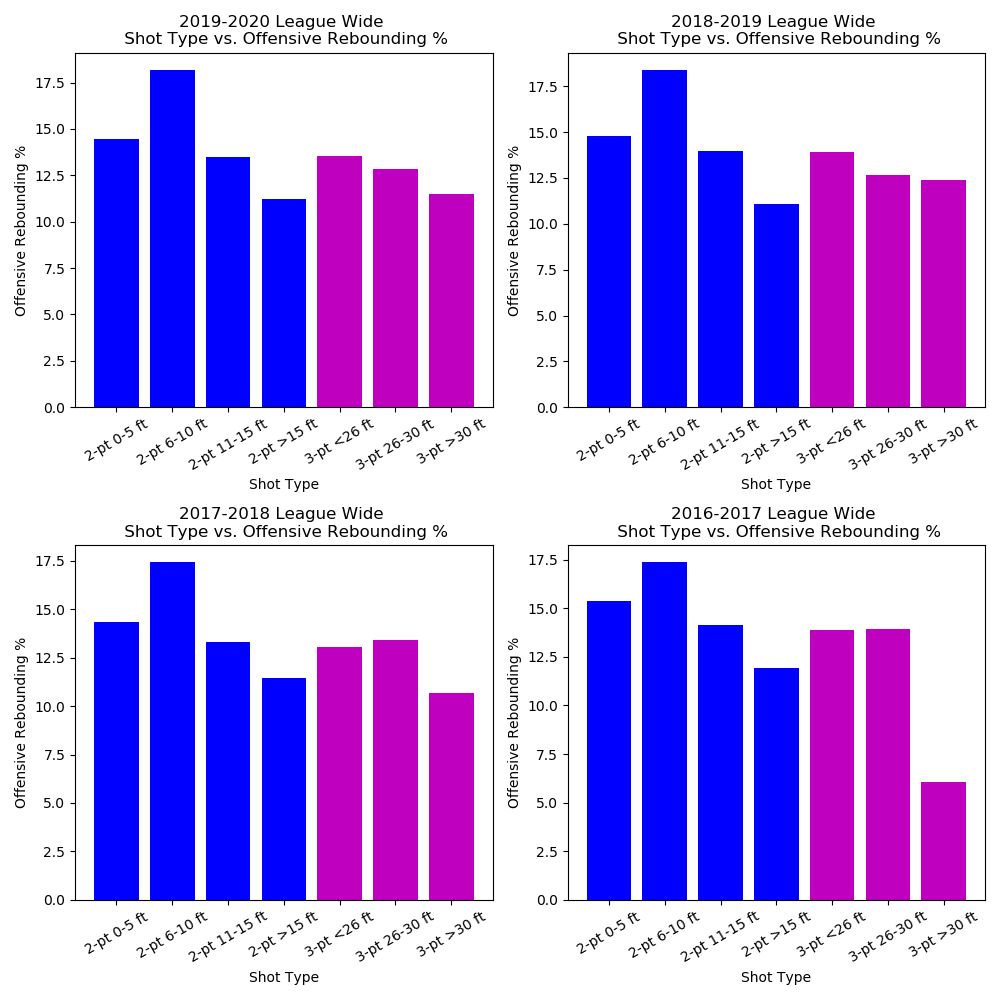 2019-2020 League Wide
Shot Type vs. Offensive Rebounding %
Offensive Rebounding %
17.5
15.0
12.5
10.0
7.5
5.0
2.5
0.0
2-pt 0-5 ft
2-pt 6-10 ft
2-pt 11-15 ft
2-pt >15 ft
3-pt <26 ft
3-pt 26-30 ft
3-pt >30 ft
Shot Type
2018-2019 League Wide
Shot Type vs. Offensive Rebounding %
Offensive Rebounding %
17.5
15.0
12.5
10.0
7.5
5.0
2.5
0.0
2-pt 0-5 ft
2-pt 6-10 ft
2-pt 11-15 ft
2-pt >15 ft
3-pt <26 ft
3-pt 26-30 ft
3-pt >30 ft
Shot Type
2017-2018 League Wide
Shot Type vs. Offensive Rebounding %
Offensive Rebounding %
17.5
15.0
12.5
10.0
7.5
5.0
2.5
0.0
2-pt 0-5 ft
2-pt 6-10 ft
2-pt 11-15 ft
2-pt >15 ft
3-pt <26 ft
3-pt 26-30 ft
3-pt >30 ft
Shot Type
2016-2017 League Wide
Shot Type vs. Offensive Rebounding %
Offensive Rebounding %
17.5
15.0
12.5
10.0
7.5
5.0
2.5
0.0
2-pt 0-5 ft
2-pt 6-10 ft
2-pt 11-15 ft
2-pt >15 ft
3-pt <26 ft
3-pt 26-30 ft
3-pt >30 ft
Shot Type